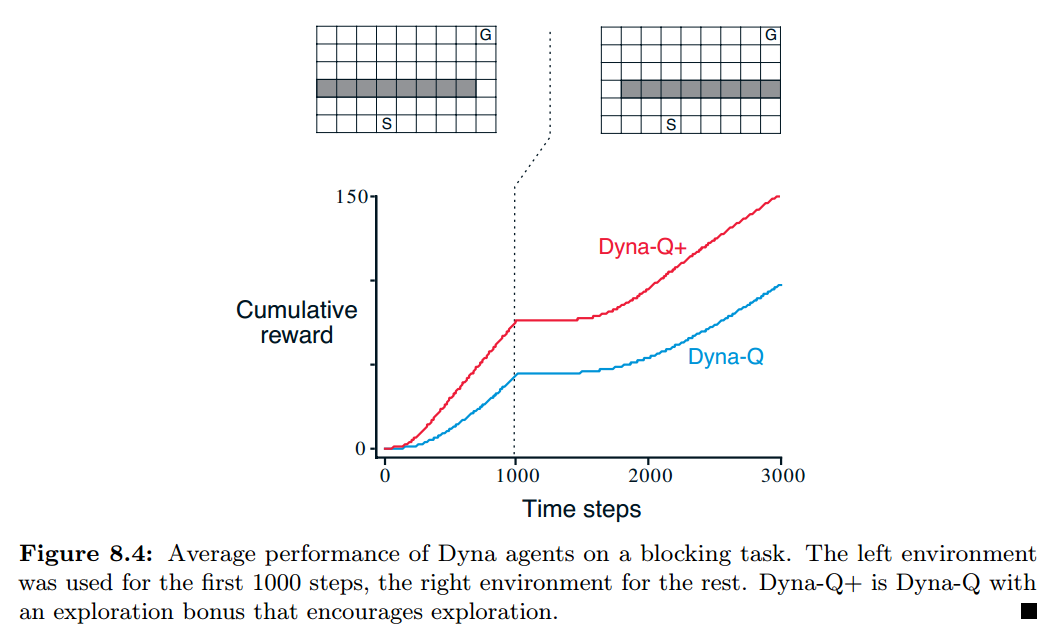 G
G
S
S
150
Dyna-Q+
Cumulative
reward
Dyna-Q
0
0 1000 2000 3000
Time steps
Figure 8.4: Average performance of Dyna agents on a blocking task. The left environment
was used for the first 1000 steps, the right environment for the rest. Dyna-Q+ is Dyna-Q with
an exploration bonus that encourages exploration.